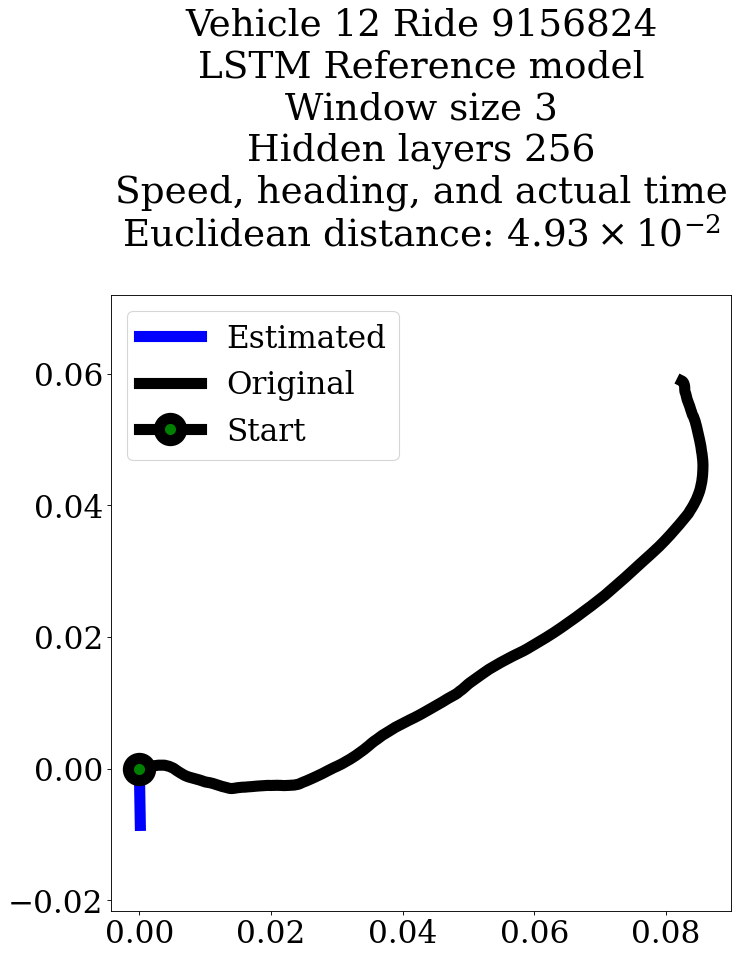 Vehicle 12 Ride 9156824
LSTM Reference model
Window size 3
Hidden layers 256
Speed, heading, and actual time
Euclidean distance: 4.93 × 10⁻²
Estimated
Original
Start
0.06
0.04
0.02
0.00
−0.02
0.00 0.02 0.04 0.06 0.08